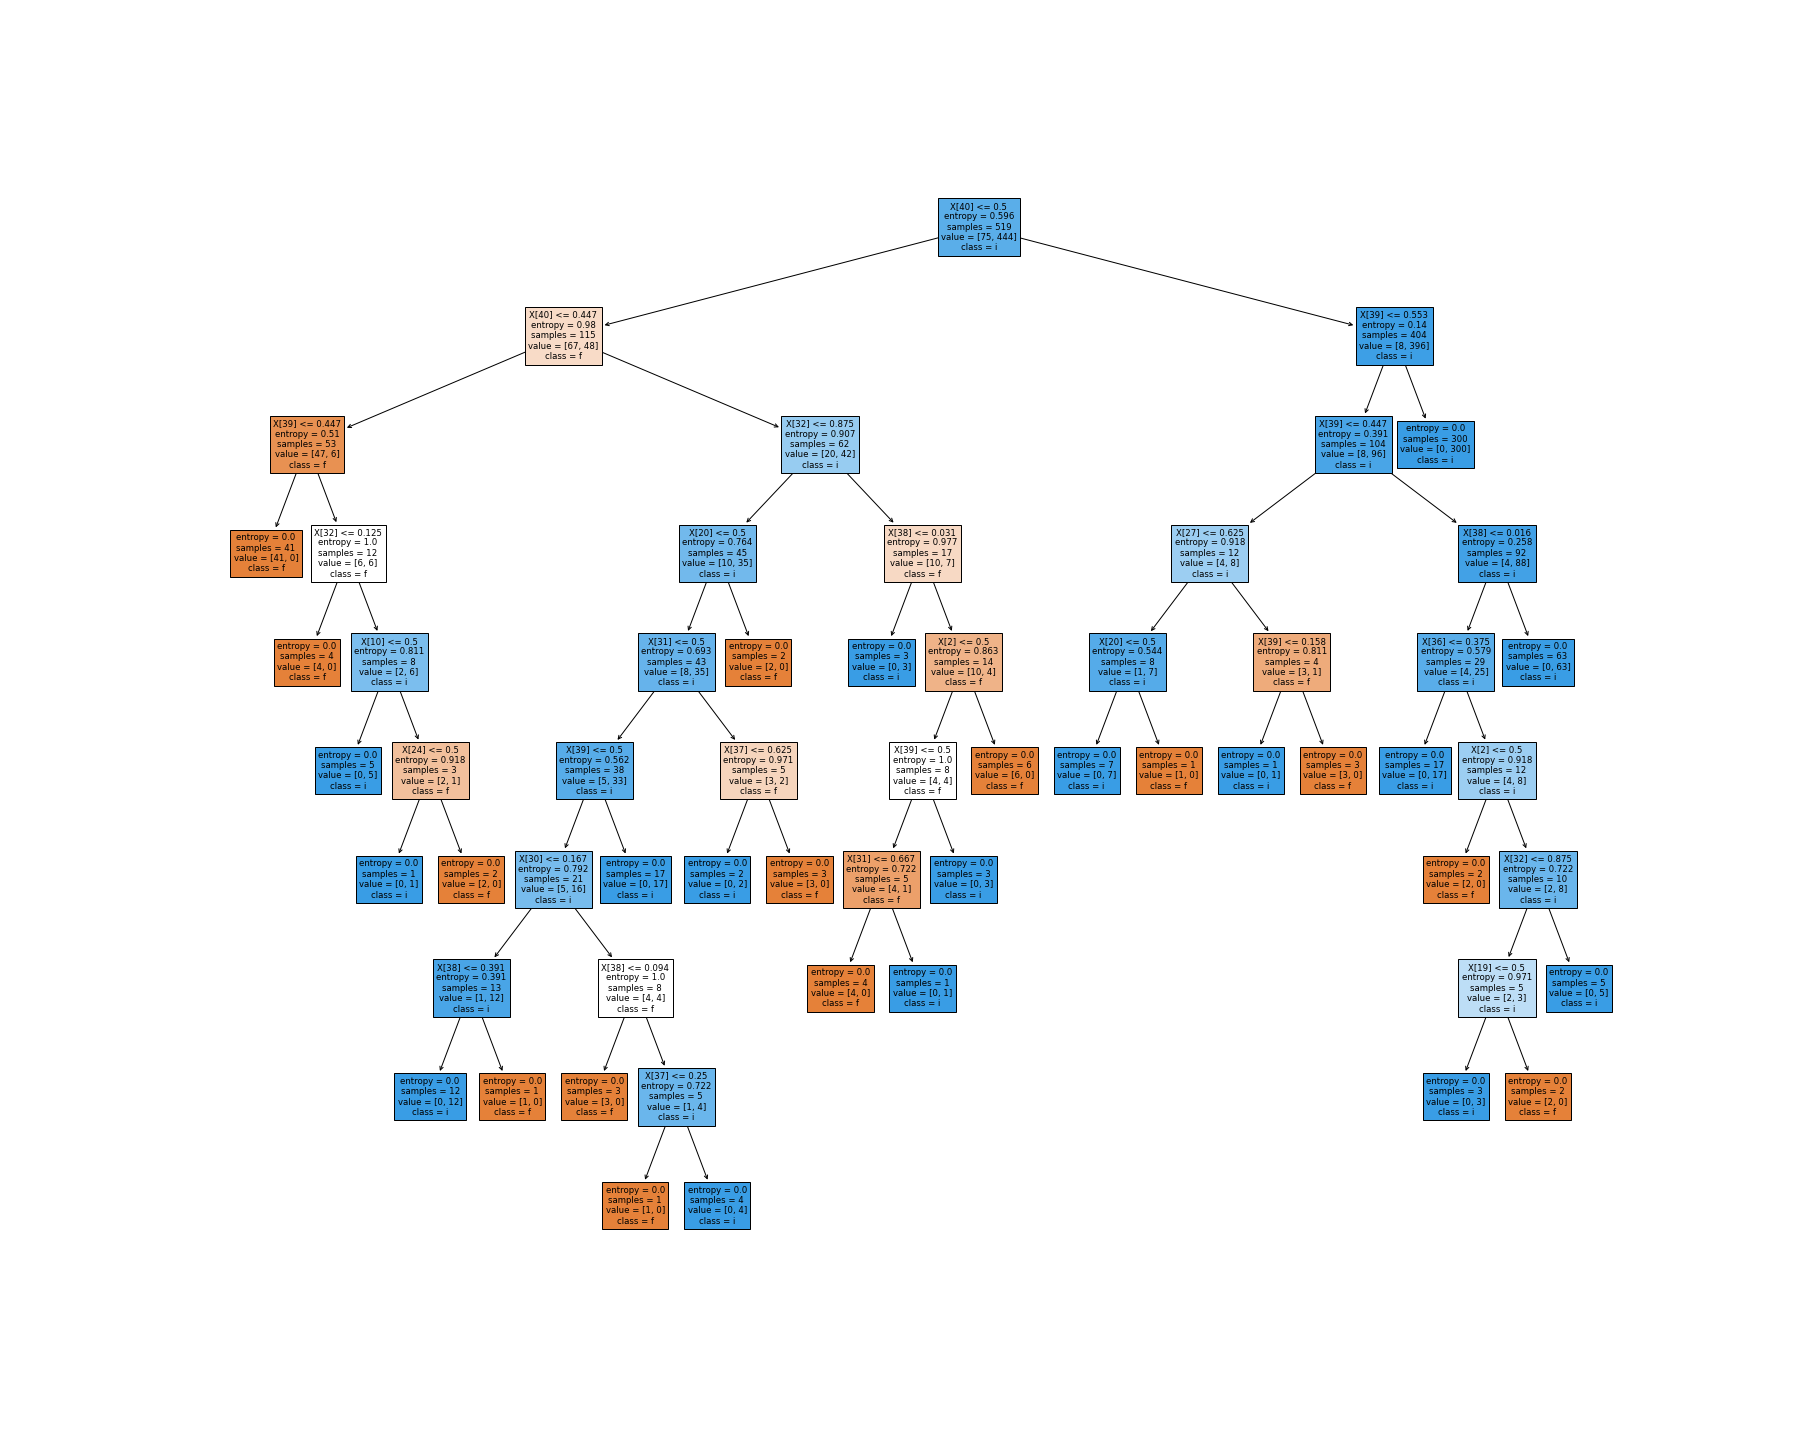 X[40] <= 0.5
entropy = 0.596
samples = 519
value = [75, 444]
class = i
X[40] <= 0.447
entropy = 0.98
samples = 115
value = [67, 48]
class = f
X[39] <= 0.553
entropy = 0.14
samples = 404
value = [8, 396]
class = i
X[39] <= 0.447
entropy = 0.51
samples = 53
value = [47, 6]
class = f
X[32] <= 0.875
entropy = 0.907
samples = 62
value = [20, 42]
class = i
X[39] <= 0.447
entropy = 0.391
samples = 104
value = [8, 96]
class = i
entropy = 0.0
samples = 300
value = [0, 300]
class = i
entropy = 0.0
samples = 41
value = [41, 0]
class = f
X[32] <= 0.125
entropy = 1.0
samples = 12
value = [6, 6]
class = f
X[20] <= 0.5
entropy = 0.764
samples = 45
value = [10, 35]
class = i
X[38] <= 0.031
entropy = 0.977
samples = 17
value = [10, 7]
class = f
X[27] <= 0.625
entropy = 0.918
samples = 12
value = [4, 8]
class = i
X[38] <= 0.016
entropy = 0.258
samples = 92
value = [4, 88]
class = i
entropy = 0.0
samples = 4
value = [4, 0]
class = f
X[10] <= 0.5
entropy = 0.811
samples = 8
value = [2, 6]
class = i
X[31] <= 0.5
entropy = 0.693
samples = 43
value = [8, 35]
class = i
entropy = 0.0
samples = 2
value = [2, 0]
class = f
entropy = 0.0
samples = 3
value = [0, 3]
class = i
X[2] <= 0.5
entropy = 0.863
samples = 14
value = [10, 4]
class = f
X[20] <= 0.5
entropy = 0.544
samples = 8
value = [1, 7]
class = i
X[39] <= 0.158
entropy = 0.811
samples = 4
value = [3, 1]
class = f
X[36] <= 0.375
entropy = 0.579
samples = 29
value = [4, 25]
class = i
entropy = 0.0
samples = 63
value = [0, 63]
class = i
entropy = 0.0
samples = 5
value = [0, 5]
class = i
X[24] <= 0.5
entropy = 0.918
samples = 3
value = [2, 1]
class = f
X[39] <= 0.5
entropy = 0.562
samples = 38
value = [5, 33]
class = i
X[37] <= 0.625
entropy = 0.971
samples = 5
value = [3, 2]
class = f
X[39] <= 0.5
entropy = 1.0
samples = 8
value = [4, 4]
class = f
entropy = 0.0
samples = 6
value = [6, 0]
class = f
entropy = 0.0
samples = 7
value = [0, 7]
class = i
entropy = 0.0
samples = 1
value = [1, 0]
class = f
entropy = 0.0
samples = 1
value = [0, 1]
class = i
entropy = 0.0
samples = 3
value = [3, 0]
class = f
entropy = 0.0
samples = 17
value = [0, 17]
class = i
X[2] <= 0.5
entropy = 0.918
samples = 12
value = [4, 8]
class = i
entropy = 0.0
samples = 1
value = [0, 1]
class = i
entropy = 0.0
samples = 2
value = [2, 0]
class = f
X[30] <= 0.167
entropy = 0.792
samples = 21
value = [5, 16]
class = i
entropy = 0.0
samples = 17
value = [0, 17]
class = i
entropy = 0.0
samples = 2
value = [0, 2]
class = i
entropy = 0.0
samples = 3
value = [3, 0]
class = f
X[31] <= 0.667
entropy = 0.722
samples = 5
value = [4, 1]
class = f
entropy = 0.0
samples = 3
value = [0, 3]
class = i
entropy = 0.0
samples = 2
value = [2, 0]
class = f
X[32] <= 0.875
entropy = 0.722
samples = 10
value = [2, 8]
class = i
X[38] <= 0.391
entropy = 0.391
samples = 13
value = [1, 12]
class = i
X[38] <= 0.094
entropy = 1.0
samples = 8
value = [4, 4]
class = f
entropy = 0.0
samples = 4
value = [4, 0]
class = f
entropy = 0.0
samples = 1
value = [0, 1]
class = i
X[19] <= 0.5
entropy = 0.971
samples = 5
value = [2, 3]
class = i
entropy = 0.0
samples = 5
value = [0, 5]
class = i
entropy = 0.0
samples = 12
value = [0, 12]
class = i
entropy = 0.0
samples = 1
value = [1, 0]
class = f
entropy = 0.0
samples = 3
value = [3, 0]
class = f
X[37] <= 0.25
entropy = 0.722
samples = 5
value = [1, 4]
class = i
entropy = 0.0
samples = 3
value = [0, 3]
class = i
entropy = 0.0
samples = 2
value = [2, 0]
class = f
entropy = 0.0
samples = 1
value = [1, 0]
class = f
entropy = 0.0
samples = 4
value = [0, 4]
class = i